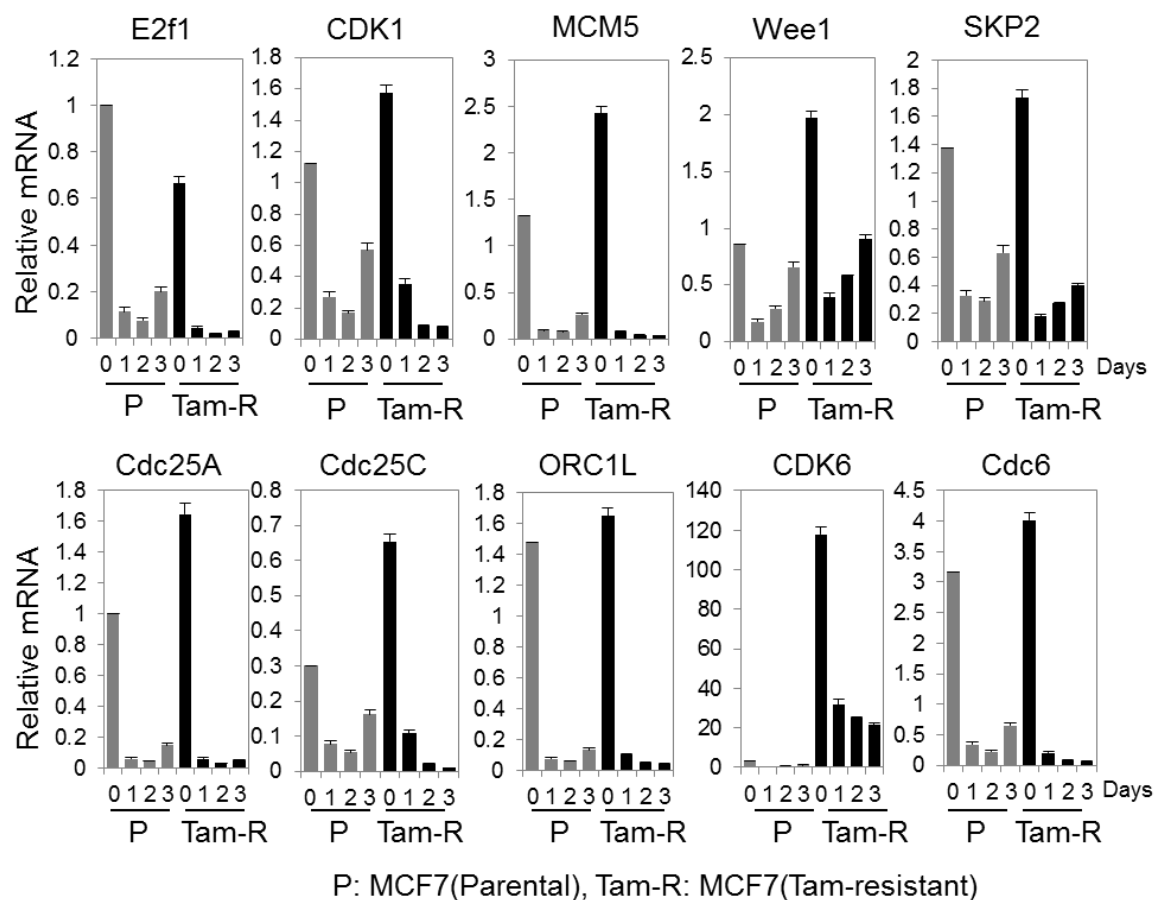 E2f1 CDK1 MCM5 Wee1 SKP2
Relative mRNA
1.2 1 0.8 0.6 0.4 0.2 0
1.8 1.6 1.4 1.2 1 0.8 0.6 0.4 0.2 0
3 2.5 2 1.5 1 0.5 0
2.5 2 1.5 1 0.5 0
2 1.8 1.6 1.4 1.2 1 0.8 0.6 0.4 0.2 0
0 1 2 3 0 1 2 3 0 1 2 3 0 1 2 3 0 1 2 3 0 1 2 3 0 1 2 3 0 1 2 3 0 1 2 3 0 1 2 3 Days
P Tam-R P Tam-R P Tam-R P Tam-R P Tam-R
Cdc25A Cdc25C ORC1L CDK6 Cdc6
Relative mRNA
1.8 1.6 1.4 1.2 1 0.8 0.6 0.4 0.2 0
0.8 0.7 0.6 0.5 0.4 0.3 0.2 0.1 0
1.8 1.6 1.4 1.2 1 0.8 0.6 0.4 0.2 0
140 120 100 80 60 40 20 0
4.5 4 3.5 3 2.5 2 1.5 1 0.5 0
0 1 2 3 0 1 2 3 0 1 2 3 0 1 2 3 0 1 2 3 0 1 2 3 0 1 2 3 0 1 2 3 0 1 2 3 0 1 2 3 Days
P Tam-R P Tam-R P Tam-R P Tam-R P Tam-R
P: MCF7(Parental), Tam-R: MCF7(Tam-resistant)